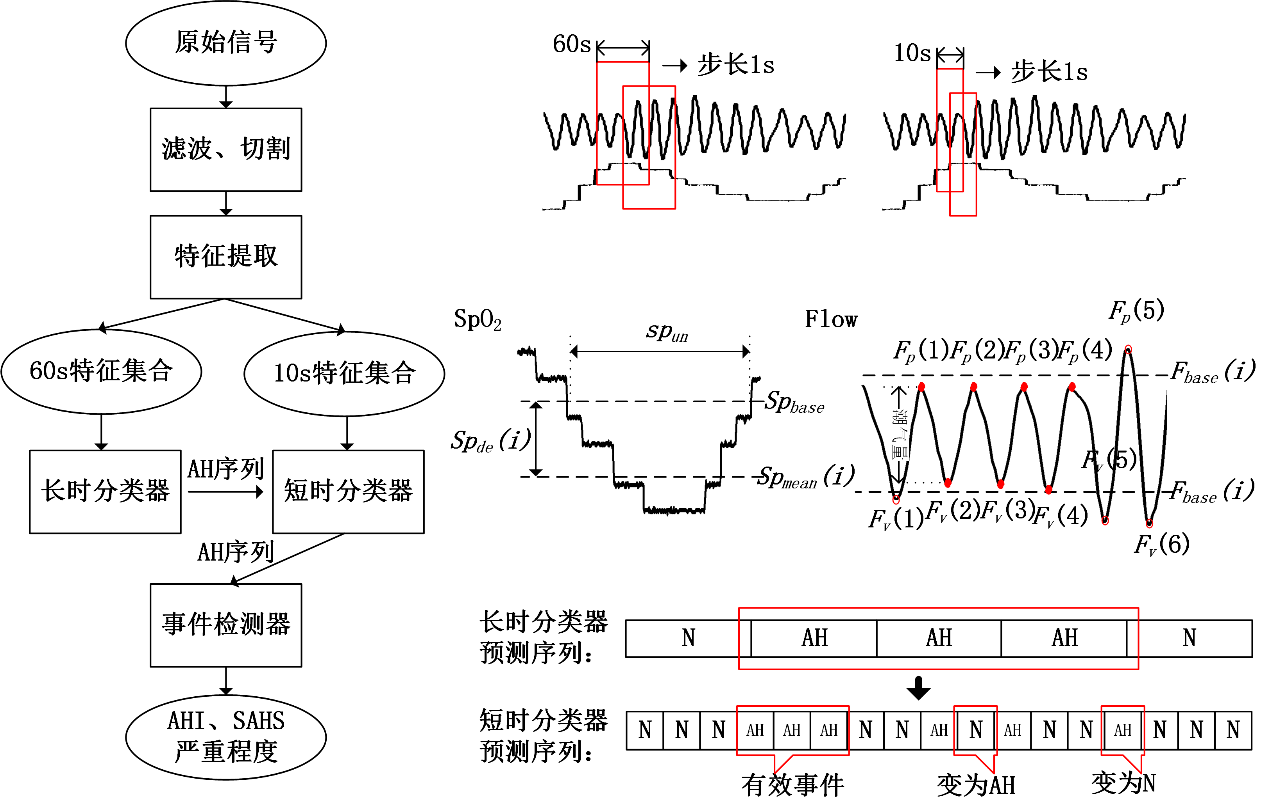 原始信号
滤波、切割
特征提取
60s特征集合
10s特征集合
长时分类器
AH序列
短时分类器
AH序列
事件检测器
AHI、SAHS
严重程度
60s
步长1s
10s
步长1s
SpO2
spun
Spbase
Spde(i)
Spmean(i)
Flow
Fp(5)
Fp(1)Fp(2)Fp(3)Fp(4)
Fbase(i)
潮气量
Fv(5)
Fbase(i)
Fv(1)Fv(2)Fv(3)Fv(4)
Fv(6)
长时分类器
预测序列：
N AH AH AH N
短时分类器
预测序列：
N N N AH AH AH N N AH N AH N N AH N N N
有效事件 变为AH 变为N